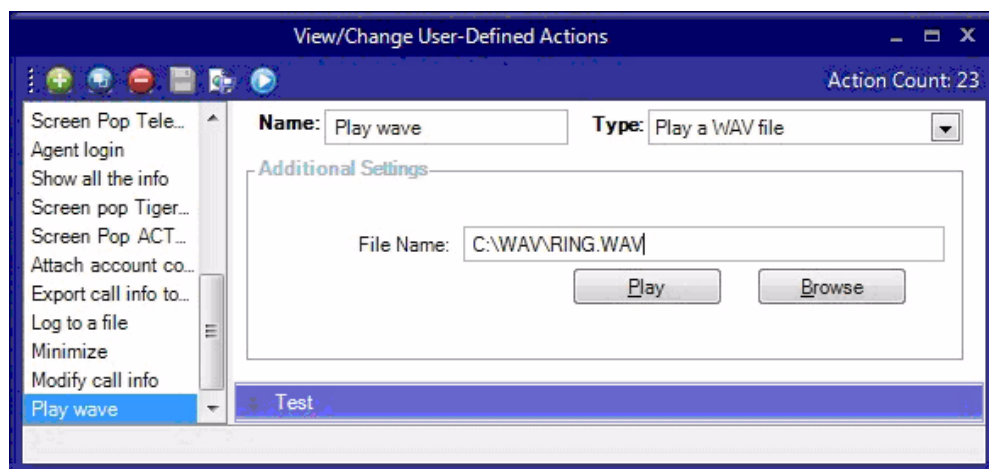 View/Change User-Defined Actions
Action Count: 23
Screen Pop Tele...
Agent login
Show all the info
Screen pop Tiger...
Screen Pop ACT...
Attach account co...
Export call info to...
Log to a file
Minimize
Modify call info
Play wave
Name: Play wave Type: Play a WAV file
Additional Settings
File Name: C:\WAV\RING.WAV
Play Browse
Test